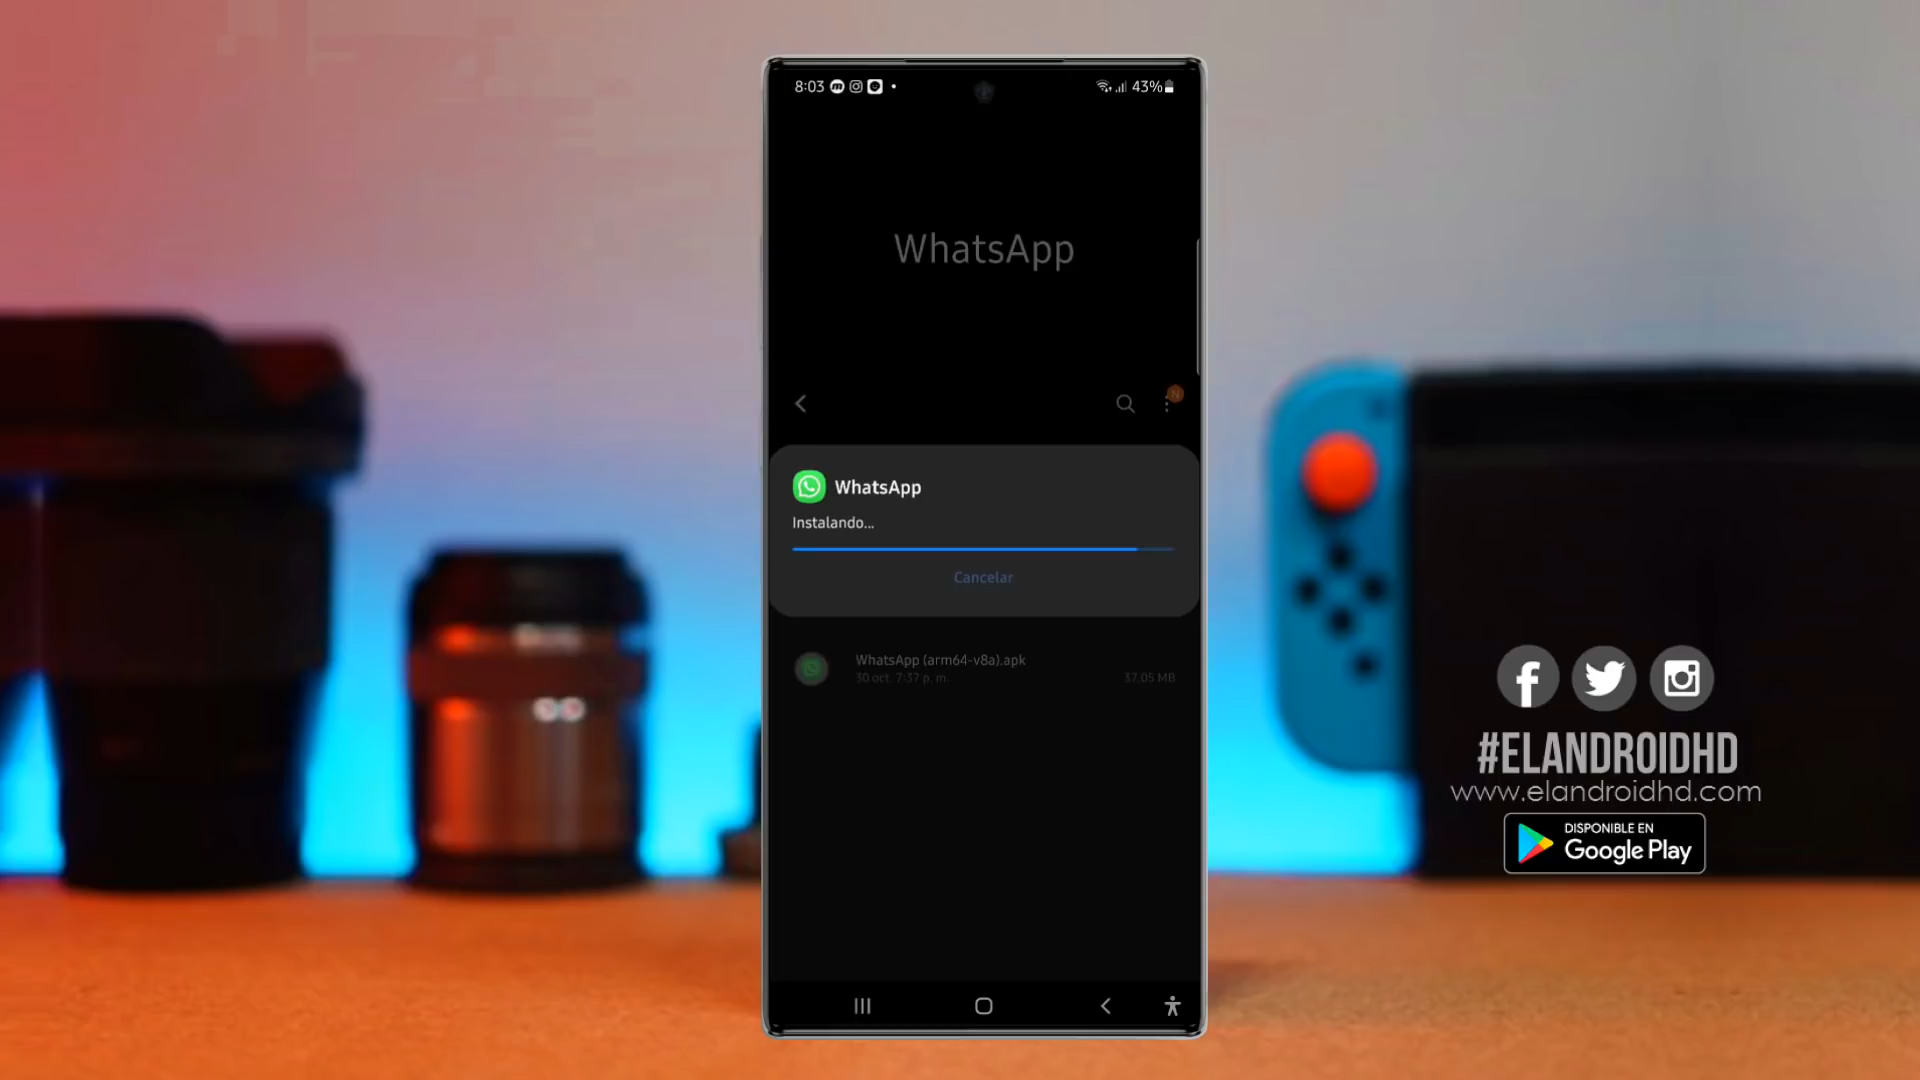 8:03
43%
WhatsApp
N
WhatsApp
Instalando...
Cancelar
WhatsApp (arm64-v8a).apk
30 oct. 7:37 p. m.
37.05 MB
#ELANDROIDHD
www.elandroidhd.com
DISPONIBLE EN
Google Play